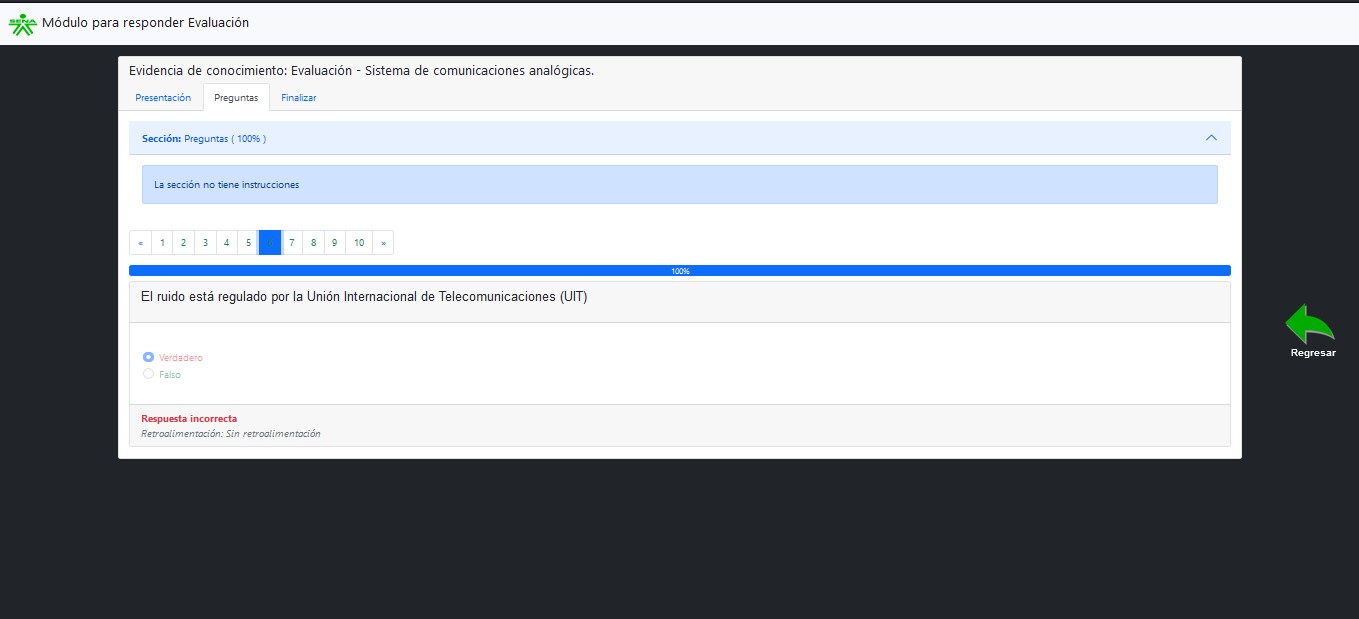 SENA Módulo para responder Evaluación
Evidencia de conocimiento: Evaluación - Sistema de comunicaciones analógicas.
Presentación Preguntas Finalizar
Sección: Preguntas ( 100% )
La sección no tiene instrucciones
« 1 2 3 4 5 6 7 8 9 10 »
100%
El ruido está regulado por la Unión Internacional de Telecomunicaciones (UIT)
Verdadero
Regresar
Falso
Respuesta incorrecta
Retroalimentación: Sin retroalimentación